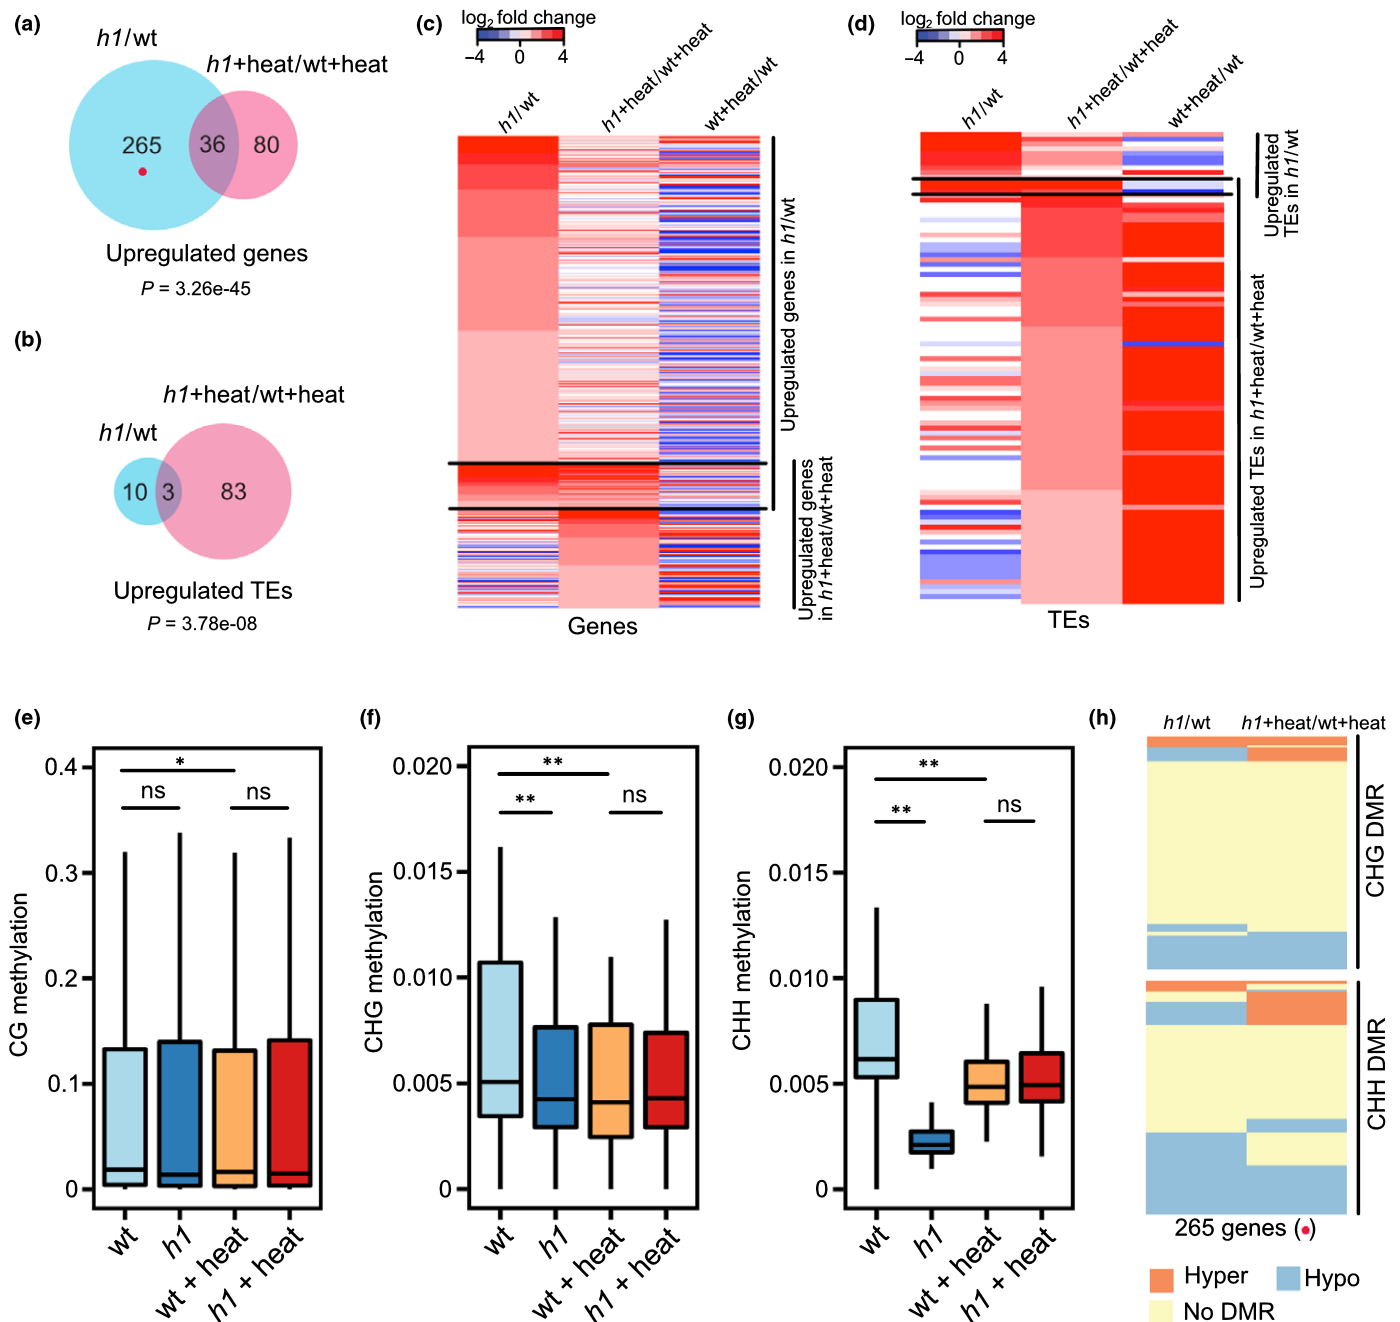 (a)
h1/wt
h1+heat/wt+heat
265
36
80
Upregulated genes
P = 3.26e-45
(b)
h1+heat/wt+heat
h1/wt
10
3
83
Upregulated TEs
P = 3.78e-08
(c)
log2 fold change
−4
0
4
h1/wt
h1+heat/wt+heat
wt+heat/wt
Upregulated genes in h1/wt
Upregulated genes
in h1+heat/wt+heat
Genes
(d)
log2 fold change
−4
0
4
h1/wt
h1+heat/wt+heat
wt+heat/wt
Upregulated
TEs in h1/wt
Upregulated TEs in h1+heat/wt+heat
TEs
(e)
CG methylation
0.4
0.3
0.2
0.1
0
*
ns
ns
wt
h1
wt + heat
h1 + heat
(f)
CHG methylation
0.020
0.015
0.010
0.005
0
**
**
ns
wt
h1
wt + heat
h1 + heat
(g)
CHH methylation
0.020
0.015
0.010
0.005
0
**
**
ns
wt
h1
wt + heat
h1 + heat
(h)
h1/wt
h1+heat/wt+heat
CHG DMR
CHH DMR
265 genes (•)
Hyper
Hypo
No DMR